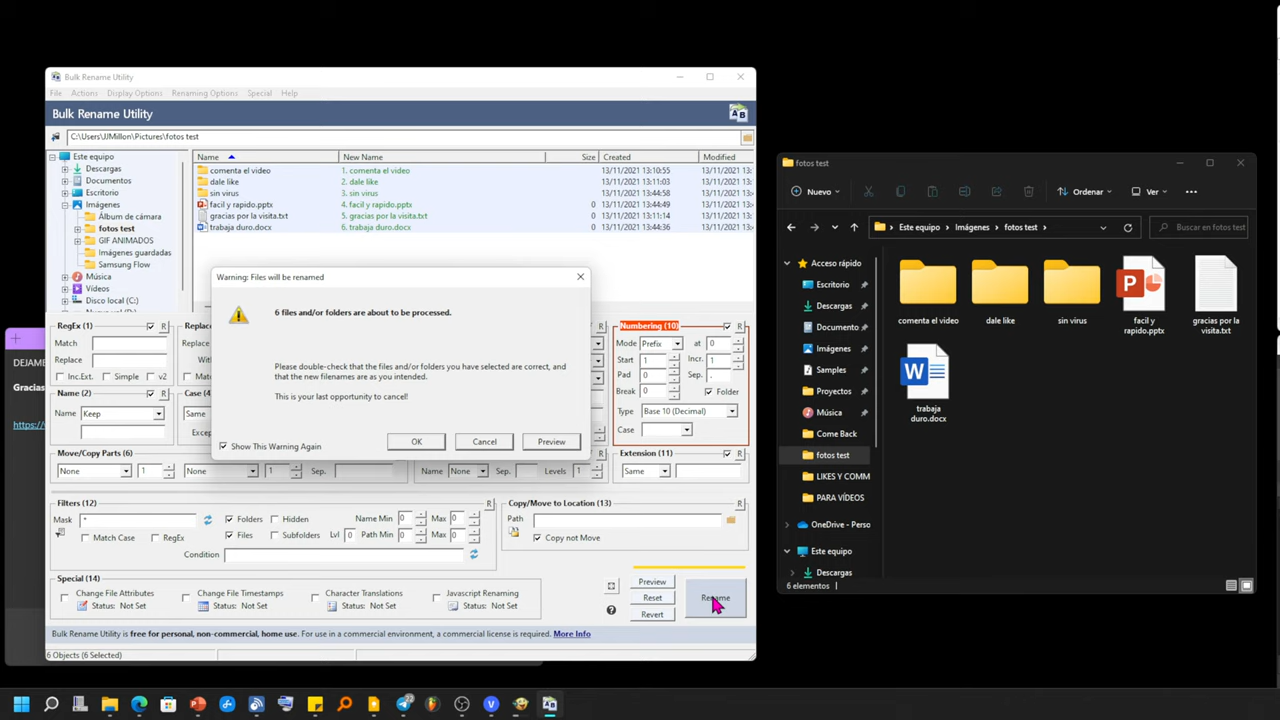 Bulk Rename Utility
File Actions Display Options Renaming Options Special Help
Bulk Rename Utility
C:\Users\JJMillon\Pictures\fotos test
Este equipo
Descargas
Documentos
Escritorio
Imágenes
Álbum de cámara
fotos test
GIF ANIMADOS
Imágenes guardadas
Samsung Flow
Música
Vídeos
Disco local (C:)
Name New Name Size Created Modified
comenta el video 1. comenta el video 13/11/2021 13:10:55 13/11/2021 13:
dale like 2. dale like 13/11/2021 13:11:03 13/11/2021 13:
sin virus 3. sin virus 13/11/2021 13:44:58 13/11/2021 13:
facil y rapido.pptx 4. facil y rapido.pptx 0 13/11/2021 13:44:49 13/11/2021 13:
gracias por la visita.txt 5. gracias por la visita.txt 0 13/11/2021 13:11:14 13/11/2021 13:
trabaja duro.docx 6. trabaja duro.docx 0 13/11/2021 13:44:36 13/11/2021 13:
Warning: Files will be renamed
6 files and/or folders are about to be processed.
Please double-check that the files and/or folders you have selected are correct, and
that the new filenames are as you intended.
This is your last opportunity to cancel!
Show This Warning Again OK Cancel Preview
RegEx (1) R
Match
Replace
Inc.Ext. Simple v2
Replac
Replace
With
Mat
Name (2) R
Name Keep
Case (4
Same
Excep
R
Numbering (10) R
Mode Prefix at 0
Start 1 Incr. 1
Pad 0 Sep. .
Break 0 Folder
Type Base 10 (Decimal)
Case
Move/Copy Parts (6)
None 1 None 1 Sep.
Name None Sep. Levels 1
Extension (11) R
Same
Filters (12) R
Mask * Folders Hidden Name Min 0 Max 0
Match Case RegEx Files Subfolders Lvl 0 Path Min 0 Max 0
Condition
Copy/Move to Location (13) R
Path
Copy not Move
Special (14)
Change File Attributes Change File Timestamps Character Translations Javascript Renaming
Status: Not Set Status: Not Set Status: Not Set Status: Not Set
Preview
Reset
Revert
Rename
Bulk Rename Utility is free for personal, non-commercial, home use. For use in a commercial environment, a commercial license is required. More Info
6 Objects (6 Selected)
DEJAME
Gracias
https://
fotos test
Nuevo Ordenar Ver
Este equipo Imágenes fotos test Buscar en fotos test
Acceso rápido
Escritorio
Descargas
Documento
Imágenes
Samples
Proyectos
Música
Come Back
fotos test
LIKES Y COMM
PARA VÍDEOS
OneDrive - Perso
Este equipo
Descargas
comenta el video
dale like
sin virus
facil y
rapido.pptx
gracias por la
visita.txt
trabaja
duro.docx
6 elementos
22